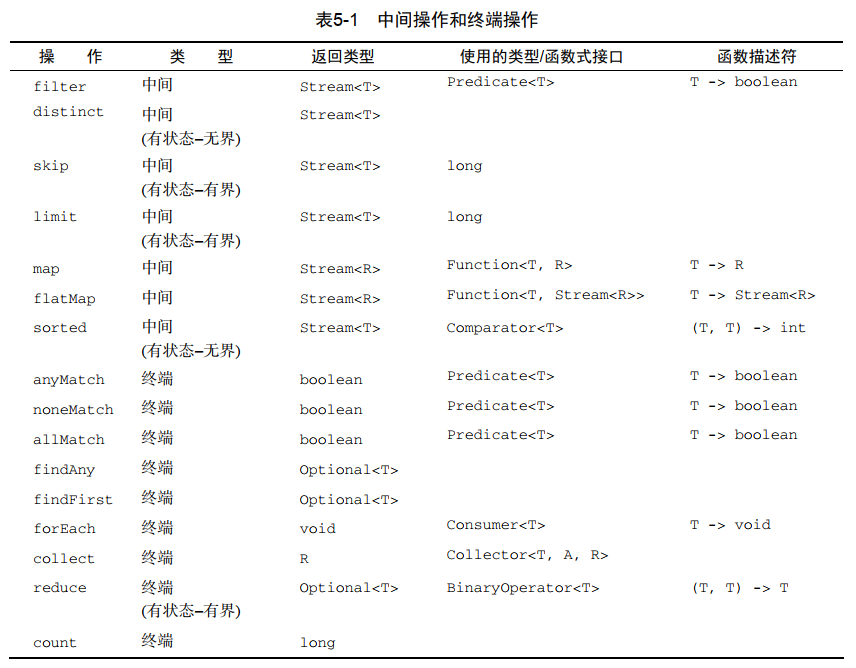 表5-1 中间操作和终端操作
操 作 类 型 返回类型 使用的类型/函数式接口 函数描述符
filter 中间 Stream<T> Predicate<T> T -> boolean
distinct 中间 Stream<T>
(有状态-无界)
skip 中间 Stream<T> long
(有状态-有界)
limit 中间 Stream<T> long
(有状态-有界)
map 中间 Stream<R> Function<T, R> T -> R
flatMap 中间 Stream<R> Function<T, Stream<R>> T -> Stream<R>
sorted 中间 Stream<T> Comparator<T> (T, T) -> int
(有状态-无界)
anyMatch 终端 boolean Predicate<T> T -> boolean
noneMatch 终端 boolean Predicate<T> T -> boolean
allMatch 终端 boolean Predicate<T> T -> boolean
findAny 终端 Optional<T>
findFirst 终端 Optional<T>
forEach 终端 void Consumer<T> T -> void
collect 终端 R Collector<T, A, R>
reduce 终端 Optional<T> BinaryOperator<T> (T, T) -> T
(有状态-有界)
count 终端 long